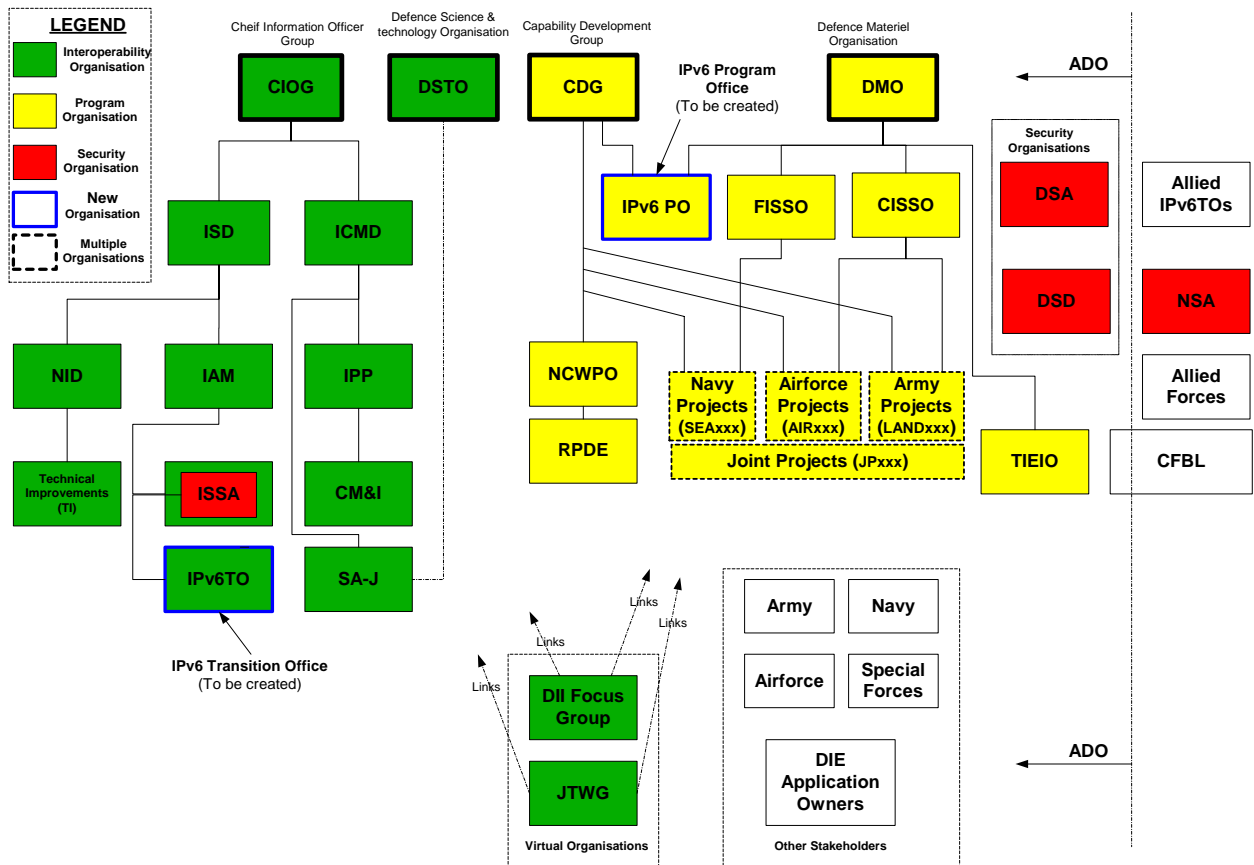 LEGEND
Interoperability
Organisation
Program
Organisation
Security
Organisation
New
Organisation
Multiple
Organisations
Cheif Information Officer
Group
CIOG
Defence Science &
technology Organisation
DSTO
Capability Development
Group
CDG
IPv6 Program
Office
(To be created)
Defence Materiel
Organisation
DMO
ADO
ISD
ICMD
IPv6 PO
FISSO
CISSO
Security
Organisations
DSA
Allied
IPv6TOs
DSD
NSA
NID
IAM
IPP
NCWPO
Navy
Projects
(SEAxxx)
Airforce
Projects
(AIRxxx)
Army
Projects
(LANDxxx)
Allied
Forces
RPDE
Joint Projects (JPxxx)
TIEIO
CFBL
Technical
Improvements
(TI)
ISSA
CM&I
IPv6TO
SA-J
IPv6 Transition Office
(To be created)
Links
Links
Links
Links
DII Focus
Group
JTWG
Virtual Organisations
Army
Navy
Airforce
Special
Forces
DIE
Application
Owners
Other Stakeholders
ADO